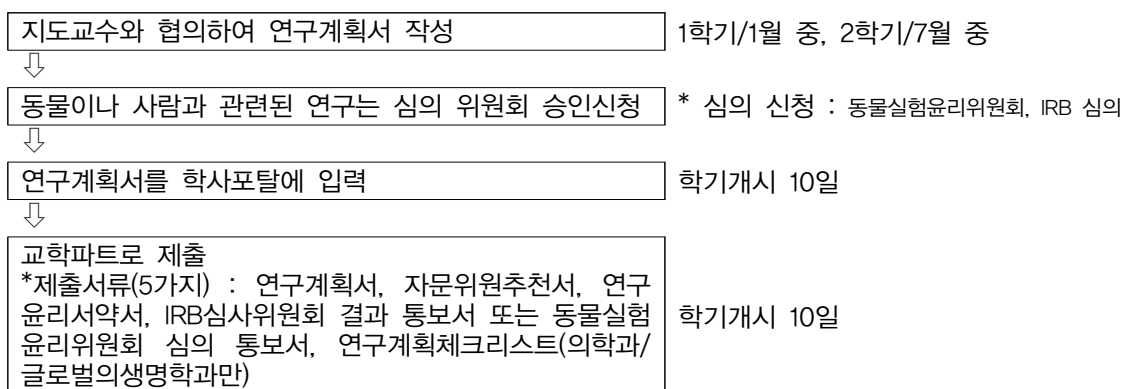 지도교수와 협의하여 연구계획서 작성
1학기/1월 중, 2학기/7월 중
⇩
동물이나 사람과 관련된 연구는 심의 위원회 승인신청
* 심의 신청 : 동물실험윤리위원회, IRB 심의
⇩
연구계획서를 학사포탈에 입력
학기개시 10일
⇩
교학파트로 제출
*제출서류(5가지) : 연구계획서, 자문위원추천서, 연구
윤리서약서, IRB심사위원회 결과 통보서 또는 동물실험
윤리위원회 심의 통보서, 연구계획체크리스트(의학과/
글로벌의생명학과만)
학기개시 10일